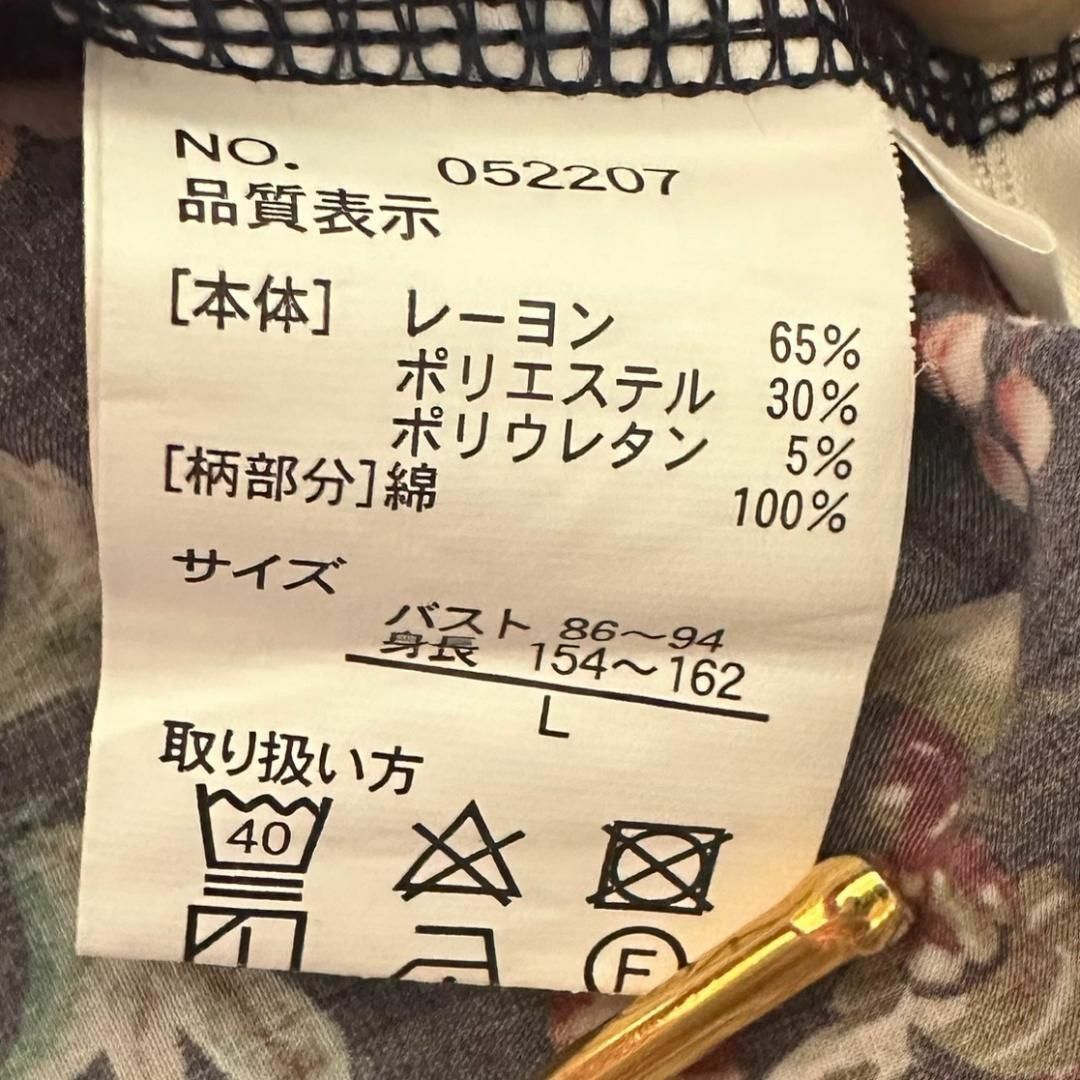 NO. 052207
品質表示
[本体] レーヨン 65%
ポリエステル 30%
ポリウレタン 5%
[柄部分]綿 100%
サイズ
バスト 86～94
身長 154～162
L
取り扱い方
40
F